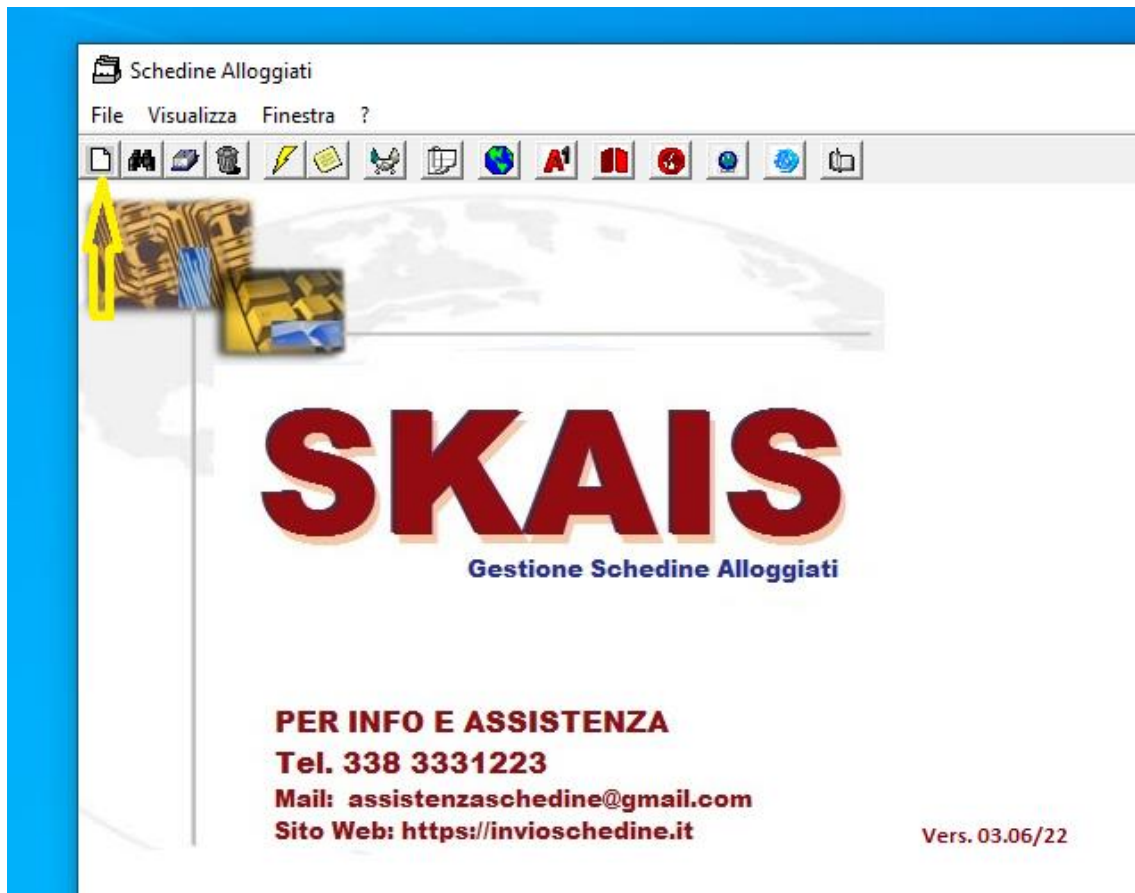 Schedine Alloggiati
File Visualizza Finestra ?
A1
SKAIS
Gestione Schedine Alloggiati
PER INFO E ASSISTENZA
Tel. 338 3331223
Mail: assistenzaschedine@gmail.com
Sito Web: https://invioschedine.it
Vers. 03.06/22